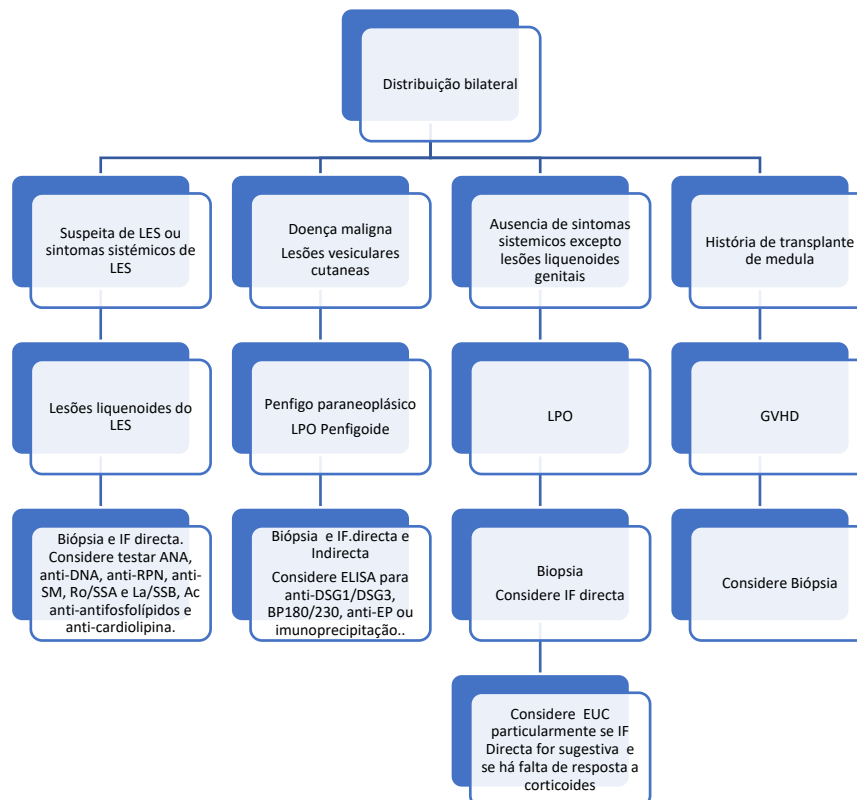 Distribuição bilateral
Suspeita de LES ou
sintomas sistémicos de
LES
Doença maligna
Lesões vesiculares
cutaneas
Ausencia de sintomas
sistemicos excepto
lesões liquenoides
genitais
História de transplante
de medula
Lesões liquenoides do
LES
Penfigo paraneoplásico
LPO Penfigoide
LPO
GVHD
Biópsia e IF directa.
Considere testar ANA,
anti-DNA, anti-RPN, anti-
SM, Ro/SSA e La/SSB, Ac
anti-antifosfolípidos e
anti-cardiolipina.
Biópsia e IF.directa e
Indirecta
Considere ELISA para
anti-DSG1/DSG3,
BP180/230, anti-EP ou
imunoprecipitação..
Biopsia
Considere IF directa
Considere Biópsia
Considere EUC
particularmente se IF
Directa for sugestiva e
se há falta de resposta a
corticoides